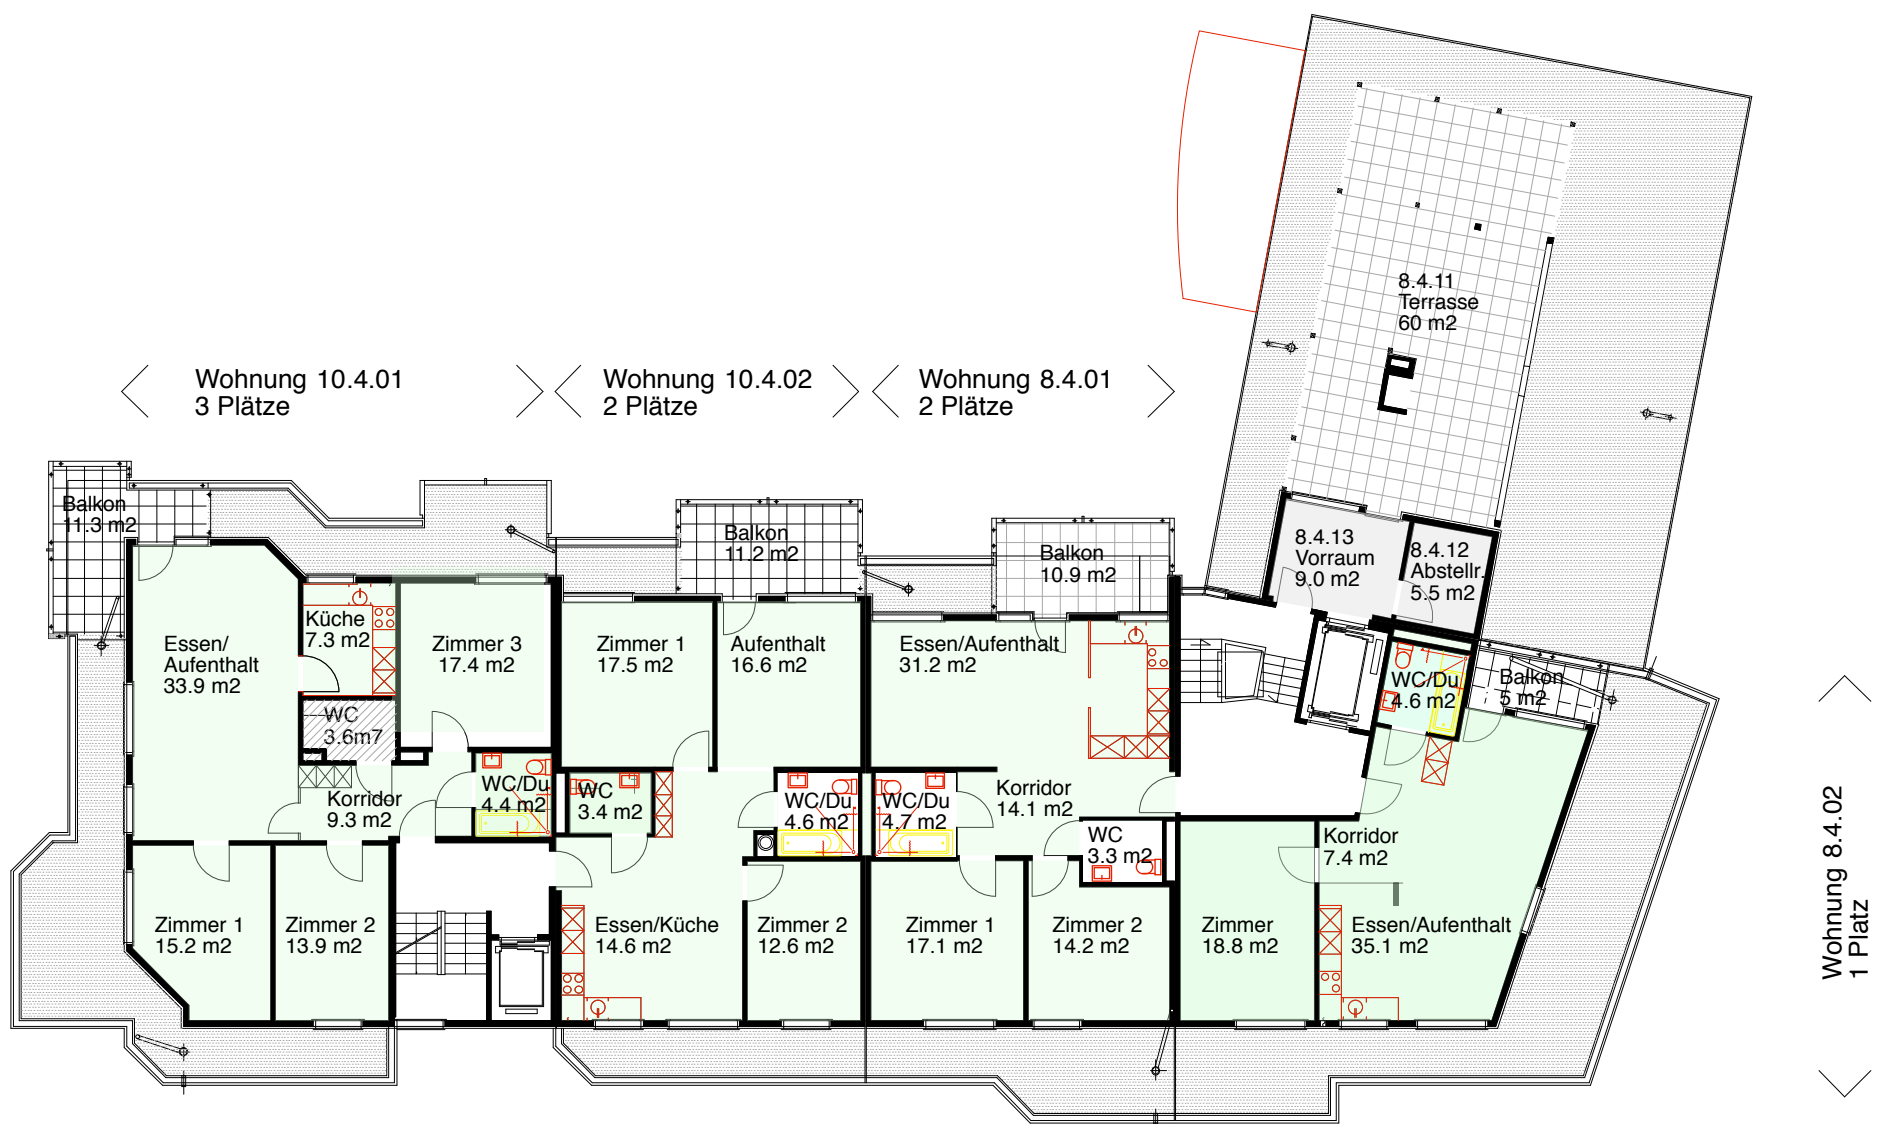 8.4.11
Terrasse
60 m2
Wohnung 10.4.01
3 Plätze
Wohnung 10.4.02
2 Plätze
Wohnung 8.4.01
2 Plätze
Balkon
11.3 m2
Balkon
11.2 m2
Balkon
10.9 m2
8.4.13
Vorraum
9.0 m2
8.4.12
Abstellr.
5.5 m2
Essen/
Aufenthalt
33.9 m2
Küche
7.3 m2
Zimmer 3
17.4 m2
Zimmer 1
17.5 m2
Aufenthalt
16.6 m2
Essen/Aufenthalt
31.2 m2
WC/Du
4.6 m2
Balkon
5 m2
WC
3.6m7
Korridor
9.3 m2
WC/Du
4.4 m2
WC
3.4 m2
WC/Du
4.6 m2
WC/Du
4.7 m2
Korridor
14.1 m2
WC
3.3 m2
Korridor
7.4 m2
Zimmer 1
15.2 m2
Zimmer 2
13.9 m2
Essen/Küche
14.6 m2
Zimmer 2
12.6 m2
Zimmer 1
17.1 m2
Zimmer 2
14.2 m2
Zimmer
18.8 m2
Essen/Aufenthalt
35.1 m2
Wohnung 8.4.02
1 Platz